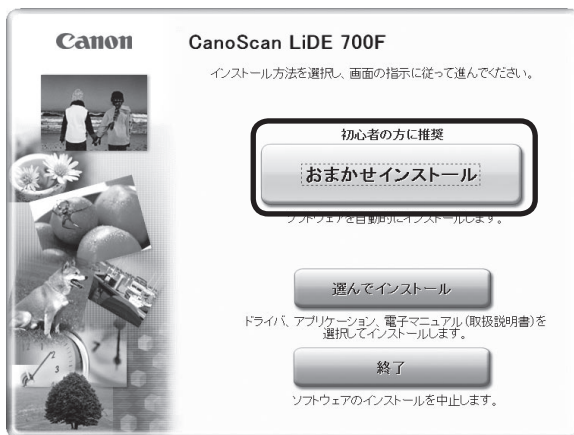 Canon
CanoScan LiDE 700F
インストール方法を選択し、画面の指示に従って進んでください。
初心者の方に推奨
おまかせインストール
ソフトウェアを自動的にインストールします。
選んでインストール
ドライバ、アプリケーション、電子マニュアル(取扱説明書)を
選択してインストールします。
終了
ソフトウェアのインストールを中止します。